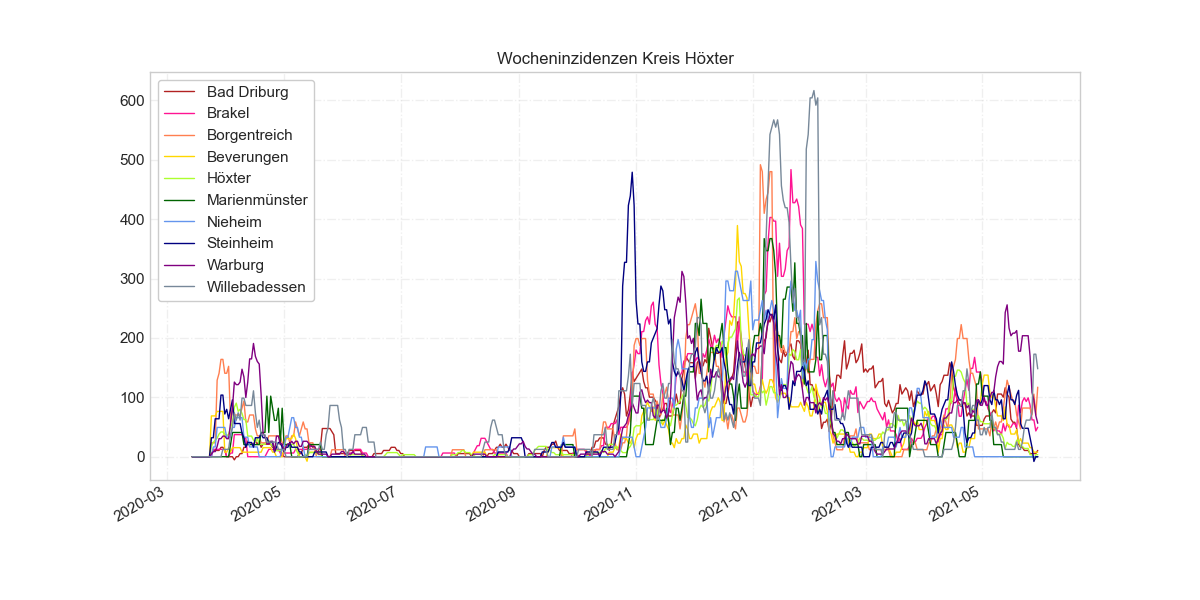 Wocheninzidenzen Kreis Höxter
600
500
400
300
200
100
0
Bad Driburg
Brakel
Borgentreich
Beverungen
Höxter
Marienmünster
Nieheim
Steinheim
Warburg
Willebadessen
2020-03
2020-05
2020-07
2020-09
2020-11
2021-01
2021-03
2021-05